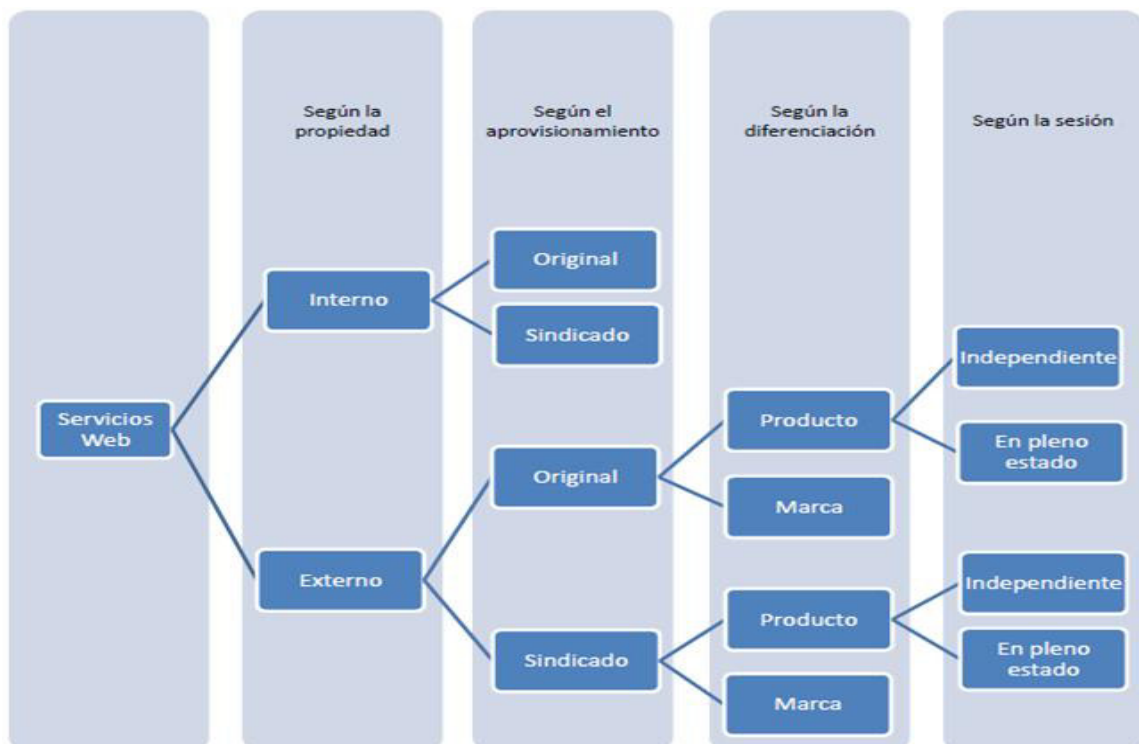 Según la
propiedad
Según el
aprovisionamiento
Según la
diferenciación
Según la sesión
Servicios
Web
Interno
Externo
Original
Sindicado
Original
Sindicado
Producto
Marca
Producto
Marca
Independiente
En pleno
estado
Independiente
En pleno
estado